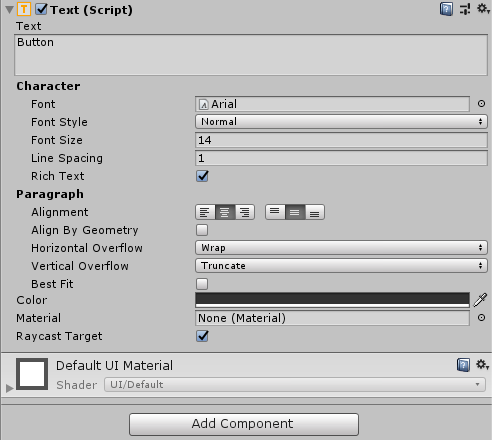 Text (Script)
Text
Button
Character
Font Arial
Font Style Normal
Font Size 14
Line Spacing 1
Rich Text
Paragraph
Alignment
Align By Geometry
Horizontal Overflow Wrap
Vertical Overflow Truncate
Best Fit
Color
Material None (Material)
Raycast Target
Default UI Material
Shader UI/Default
Add Component